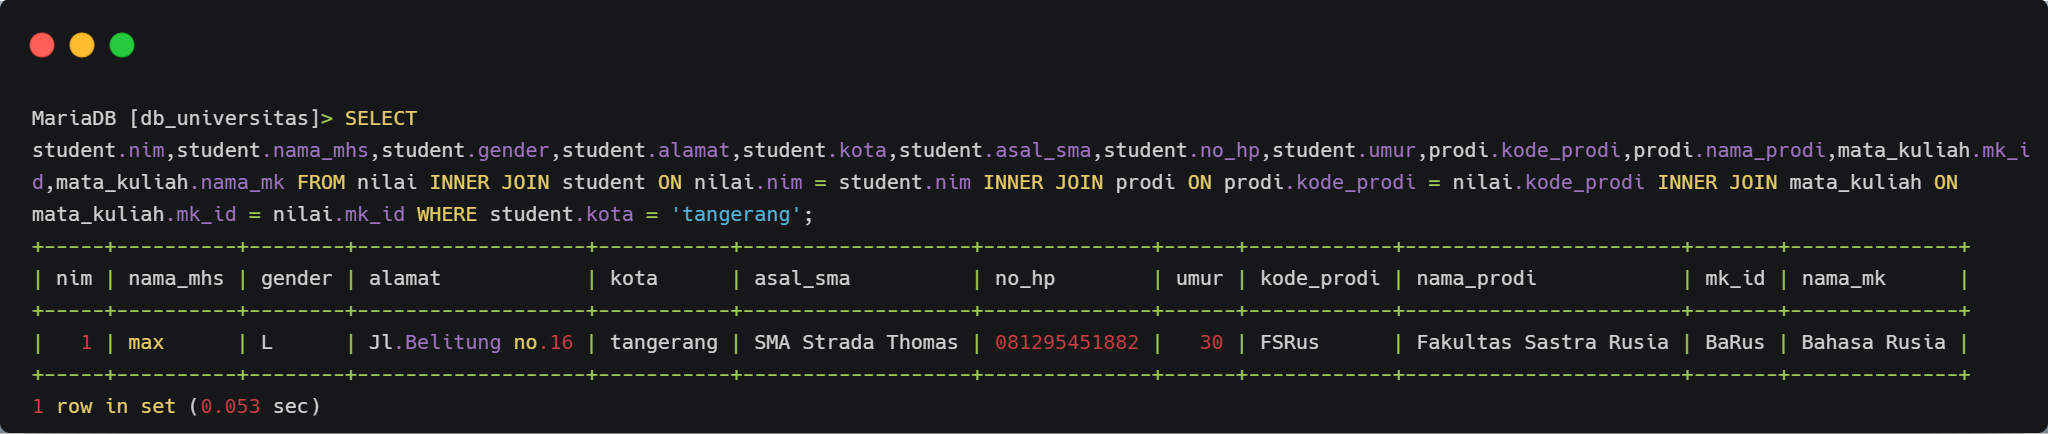 MariaDB [db_universitas]> SELECT
student.nim,student.nama_mhs,student.gender,student.alamat,student.kota,student.asal_sma,student.no_hp,student.umur,prodi.kode_prodi,prodi.nama_prodi,mata_kuliah.mk_i
d,mata_kuliah.nama_mk FROM nilai INNER JOIN student ON nilai.nim = student.nim INNER JOIN prodi ON prodi.kode_prodi = nilai.kode_prodi INNER JOIN mata_kuliah ON
mata_kuliah.mk_id = nilai.mk_id WHERE student.kota = 'tangerang';
+-----+----------+--------+-------------------+-----------+-------------------+--------------+------+------------+-----------------------+-------+--------------+
| nim | nama_mhs | gender | alamat            | kota      | asal_sma          | no_hp        | umur | kode_prodi | nama_prodi            | mk_id | nama_mk      |
+-----+----------+--------+-------------------+-----------+-------------------+--------------+------+------------+-----------------------+-------+--------------+
|   1 | max      | L      | Jl.Belitung no.16 | tangerang | SMA Strada Thomas | 081295451882 |   30 | FSRus      | Fakultas Sastra Rusia | BaRus | Bahasa Rusia |
+-----+----------+--------+-------------------+-----------+-------------------+--------------+------+------------+-----------------------+-------+--------------+
1 row in set (0.053 sec)